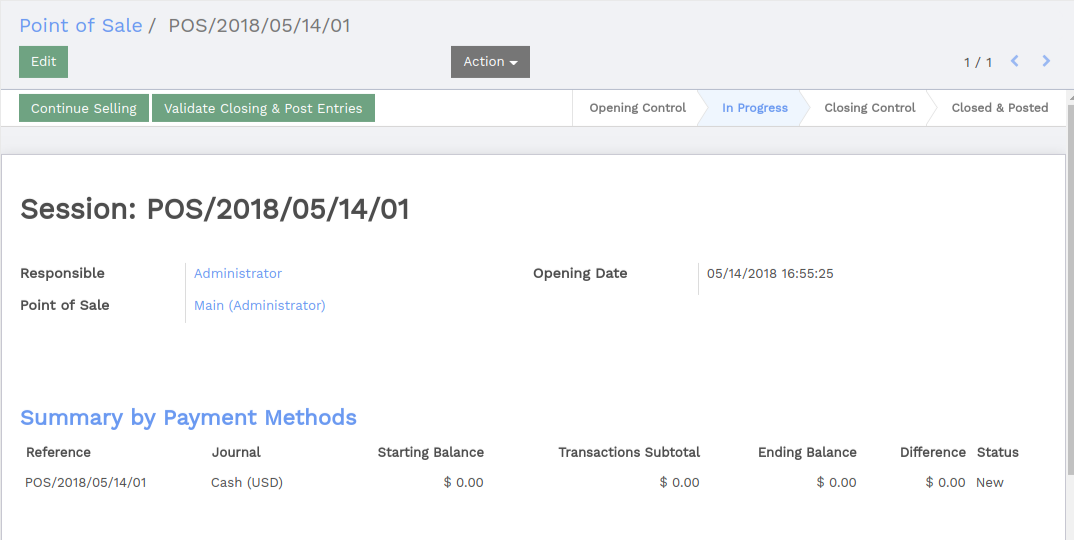 Point of Sale / POS/2018/05/14/01
Edit Action 1 / 1
Continue Selling Validate Closing & Post Entries Opening Control In Progress Closing Control Closed & Posted
Session: POS/2018/05/14/01
Responsible Administrator Opening Date 05/14/2018 16:55:25
Point of Sale Main (Administrator)
Summary by Payment Methods
Reference Journal Starting Balance Transactions Subtotal Ending Balance Difference Status
POS/2018/05/14/01 Cash (USD) $ 0.00 $ 0.00 $ 0.00 $ 0.00 New